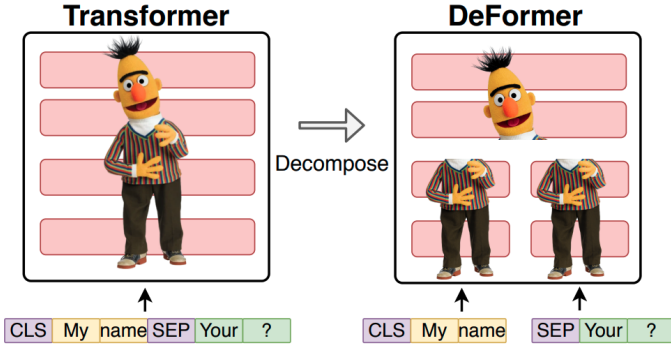 Transformer
DeFormer
Decompose
CLS My name SEP Your ?
CLS My name
SEP Your ?